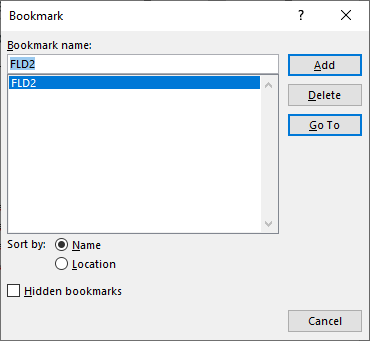 Bookmark
Bookmark name:
FLD2
Add
FLD2
Delete
Go To
Sort by:
Name
Location
Hidden bookmarks
Cancel